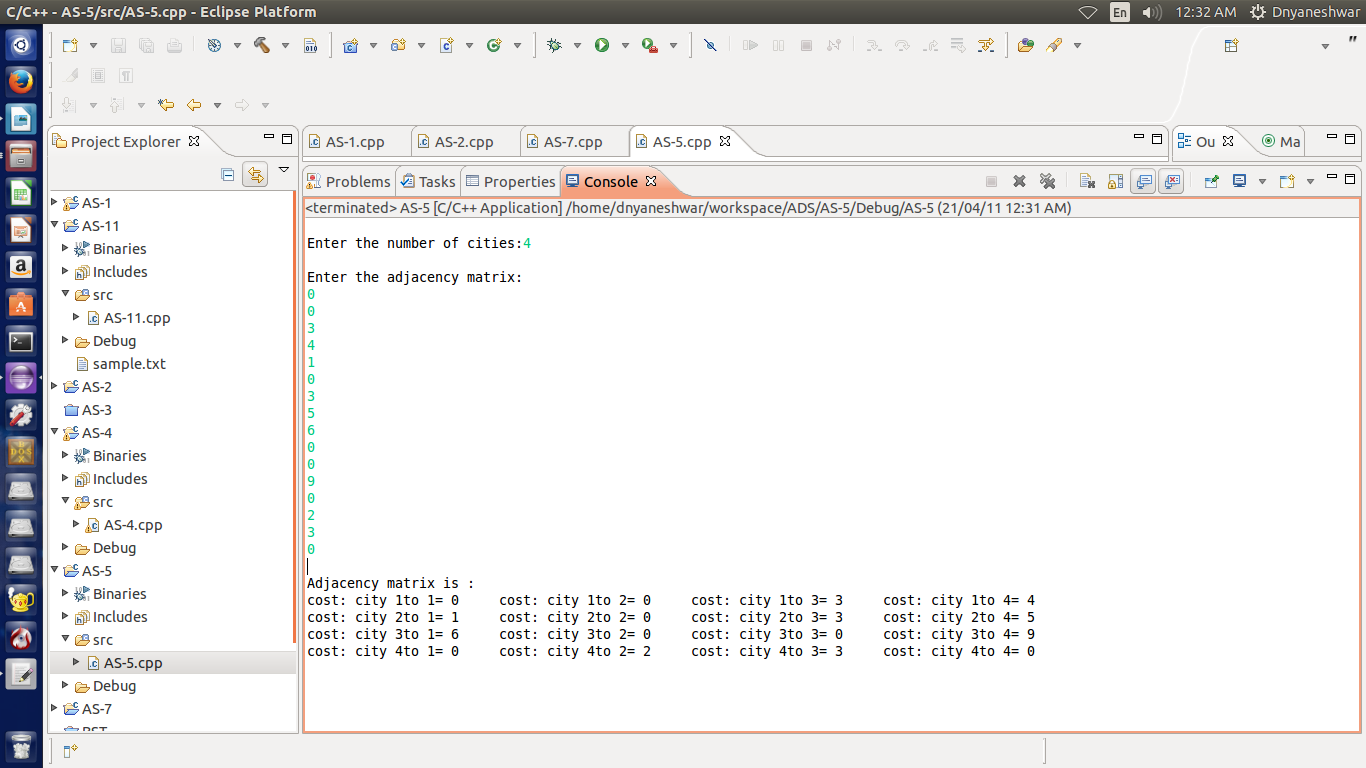 C/C++ - AS-5/src/AS-5.cpp - Eclipse Platform
En
12:32 AM
Dnyaneshwar
Project Explorer
AS-1.cpp
AS-2.cpp
AS-7.cpp
AS-5.cpp
Ou
Ma
Problems
Tasks
Properties
Console
AS-1
AS-11
Binaries
Includes
src
AS-11.cpp
Debug
sample.txt
AS-2
AS-3
AS-4
Binaries
Includes
src
AS-4.cpp
Debug
AS-5
Binaries
Includes
src
AS-5.cpp
Debug
AS-7
<terminated> AS-5 [C/C++ Application] /home/dnyaneshwar/workspace/ADS/AS-5/Debug/AS-5 (21/04/11 12:31 AM)
Enter the number of cities:4
Enter the adjacency matrix:
0
0
3
4
1
0
3
5
6
0
0
9
0
2
3
0
Adjacency matrix is :
cost: city 1to 1= 0 cost: city 1to 2= 0 cost: city 1to 3= 3 cost: city 1to 4= 4
cost: city 2to 1= 1 cost: city 2to 2= 0 cost: city 2to 3= 3 cost: city 2to 4= 5
cost: city 3to 1= 6 cost: city 3to 2= 0 cost: city 3to 3= 0 cost: city 3to 4= 9
cost: city 4to 1= 0 cost: city 4to 2= 2 cost: city 4to 3= 3 cost: city 4to 4= 0